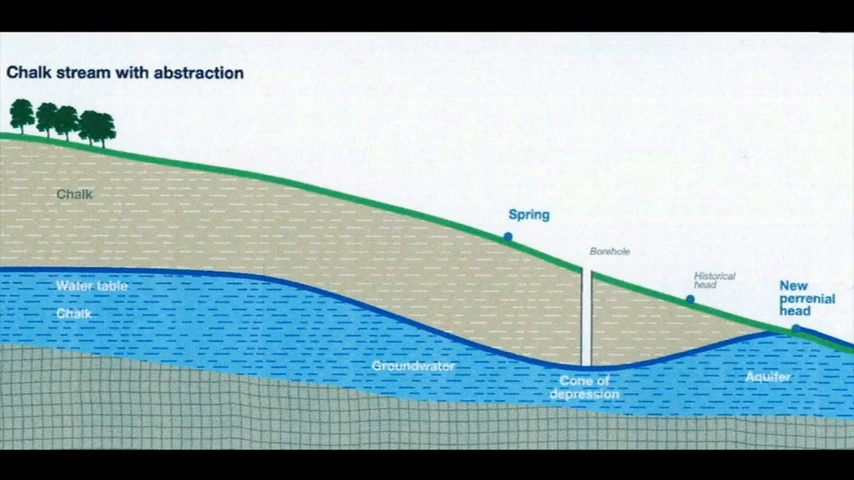 Chalk stream with abstraction
Chalk
Spring
Borehole
Historical
head
New
perrenial
head
Water table
Chalk
Groundwater
Cone of
depression
Aquifer